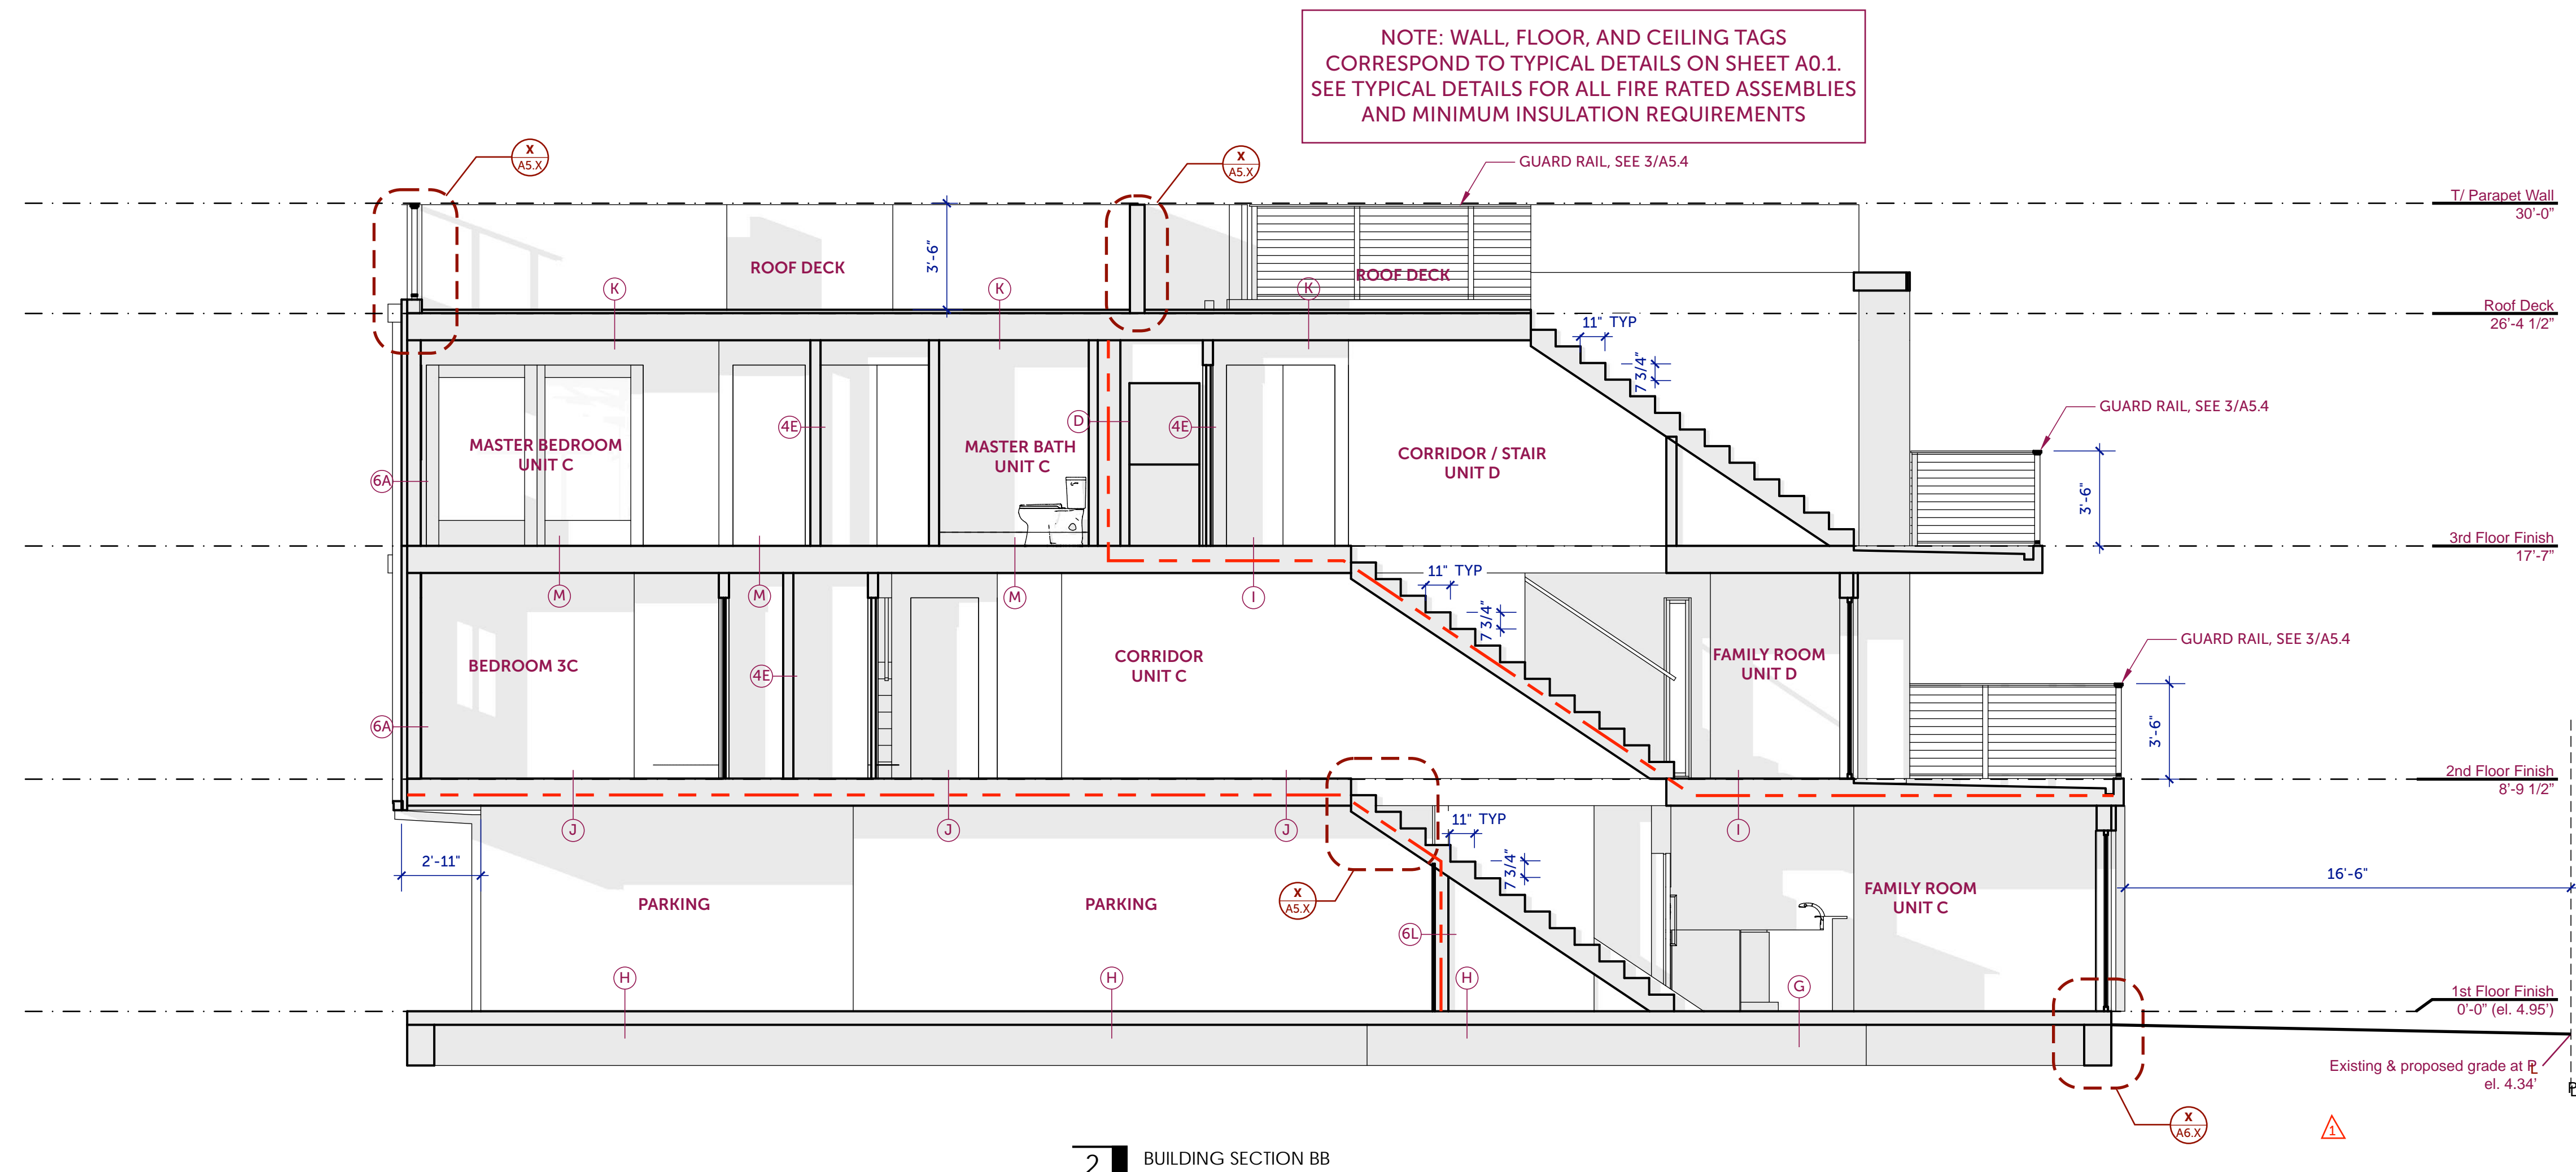 NOTE: WALL, FLOOR, AND CEILING TAGS
CORRESPOND TO TYPICAL DETAILS ON SHEET A0.1.
SEE TYPICAL DETAILS FOR ALL FIRE RATED ASSEMBLIES
AND MINIMUM INSULATION REQUIREMENTS
X
A5.X
X
A5.X
GUARD RAIL, SEE 3/A5.4
T/ Parapet Wall
30'-0"
3'-6"
ROOF DECK
ROOF DECK
K
K
K
Roof Deck
26'-4 1/2"
11" TYP
7 3/4"
GUARD RAIL, SEE 3/A5.4
4E
D
4E
MASTER BEDROOM
UNIT C
MASTER BATH
UNIT C
CORRIDOR / STAIR
UNIT D
6A
3'-6"
3rd Floor Finish
17'-7"
M
M
M
I
11" TYP
7 3/4"
GUARD RAIL, SEE 3/A5.4
BEDROOM 3C
4E
CORRIDOR
UNIT C
FAMILY ROOM
UNIT D
6A
3'-6"
2nd Floor Finish
8'-9 1/2"
J
J
J
I
11" TYP
7 3/4"
2'-11"
16'-6"
X
A5.X
PARKING
PARKING
FAMILY ROOM
UNIT C
6L
H
H
H
G
1st Floor Finish
0'-0" (el. 4.95')
Existing & proposed grade at PL
el. 4.34'
PL
X
A6.X
1
2
BUILDING SECTION BB